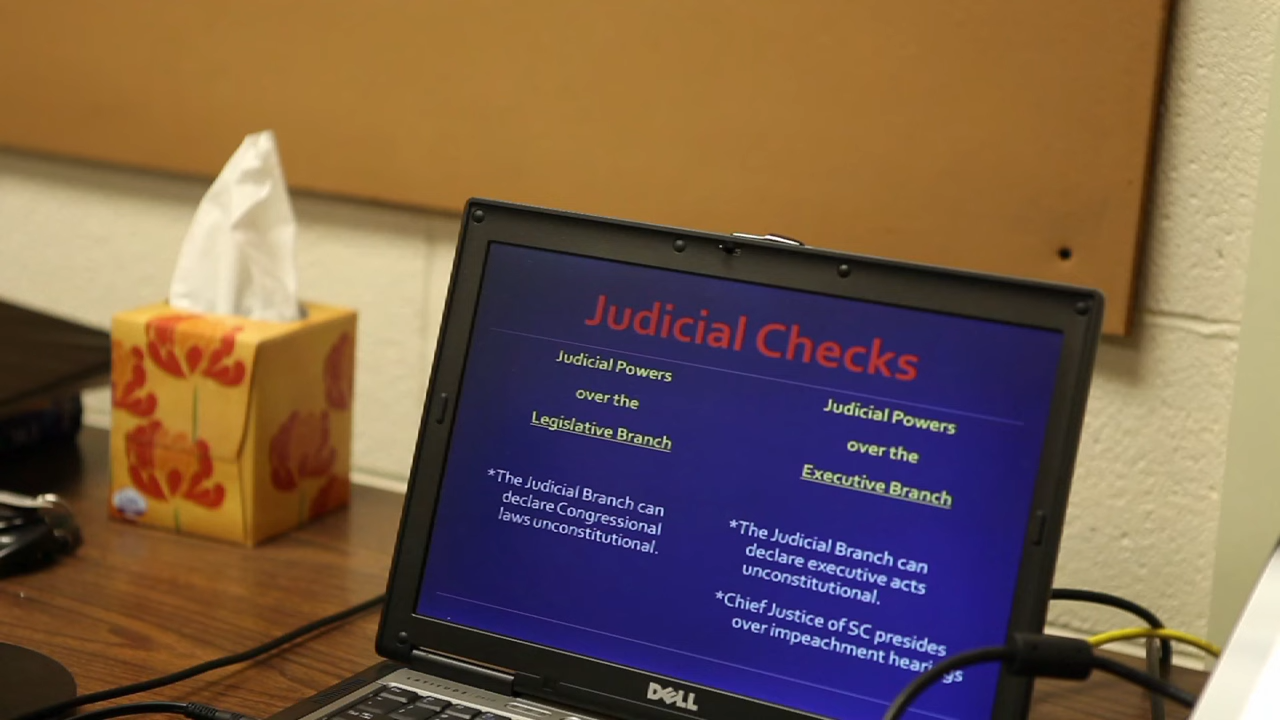 Judicial Checks
Judicial Powers
over the
Legislative Branch
*The Judicial Branch can
declare Congressional
laws unconstitutional.
Judicial Powers
over the
Executive Branch
*The Judicial Branch can
declare executive acts
unconstitutional.
*Chief Justice of SC presides
over impeachment
DELL